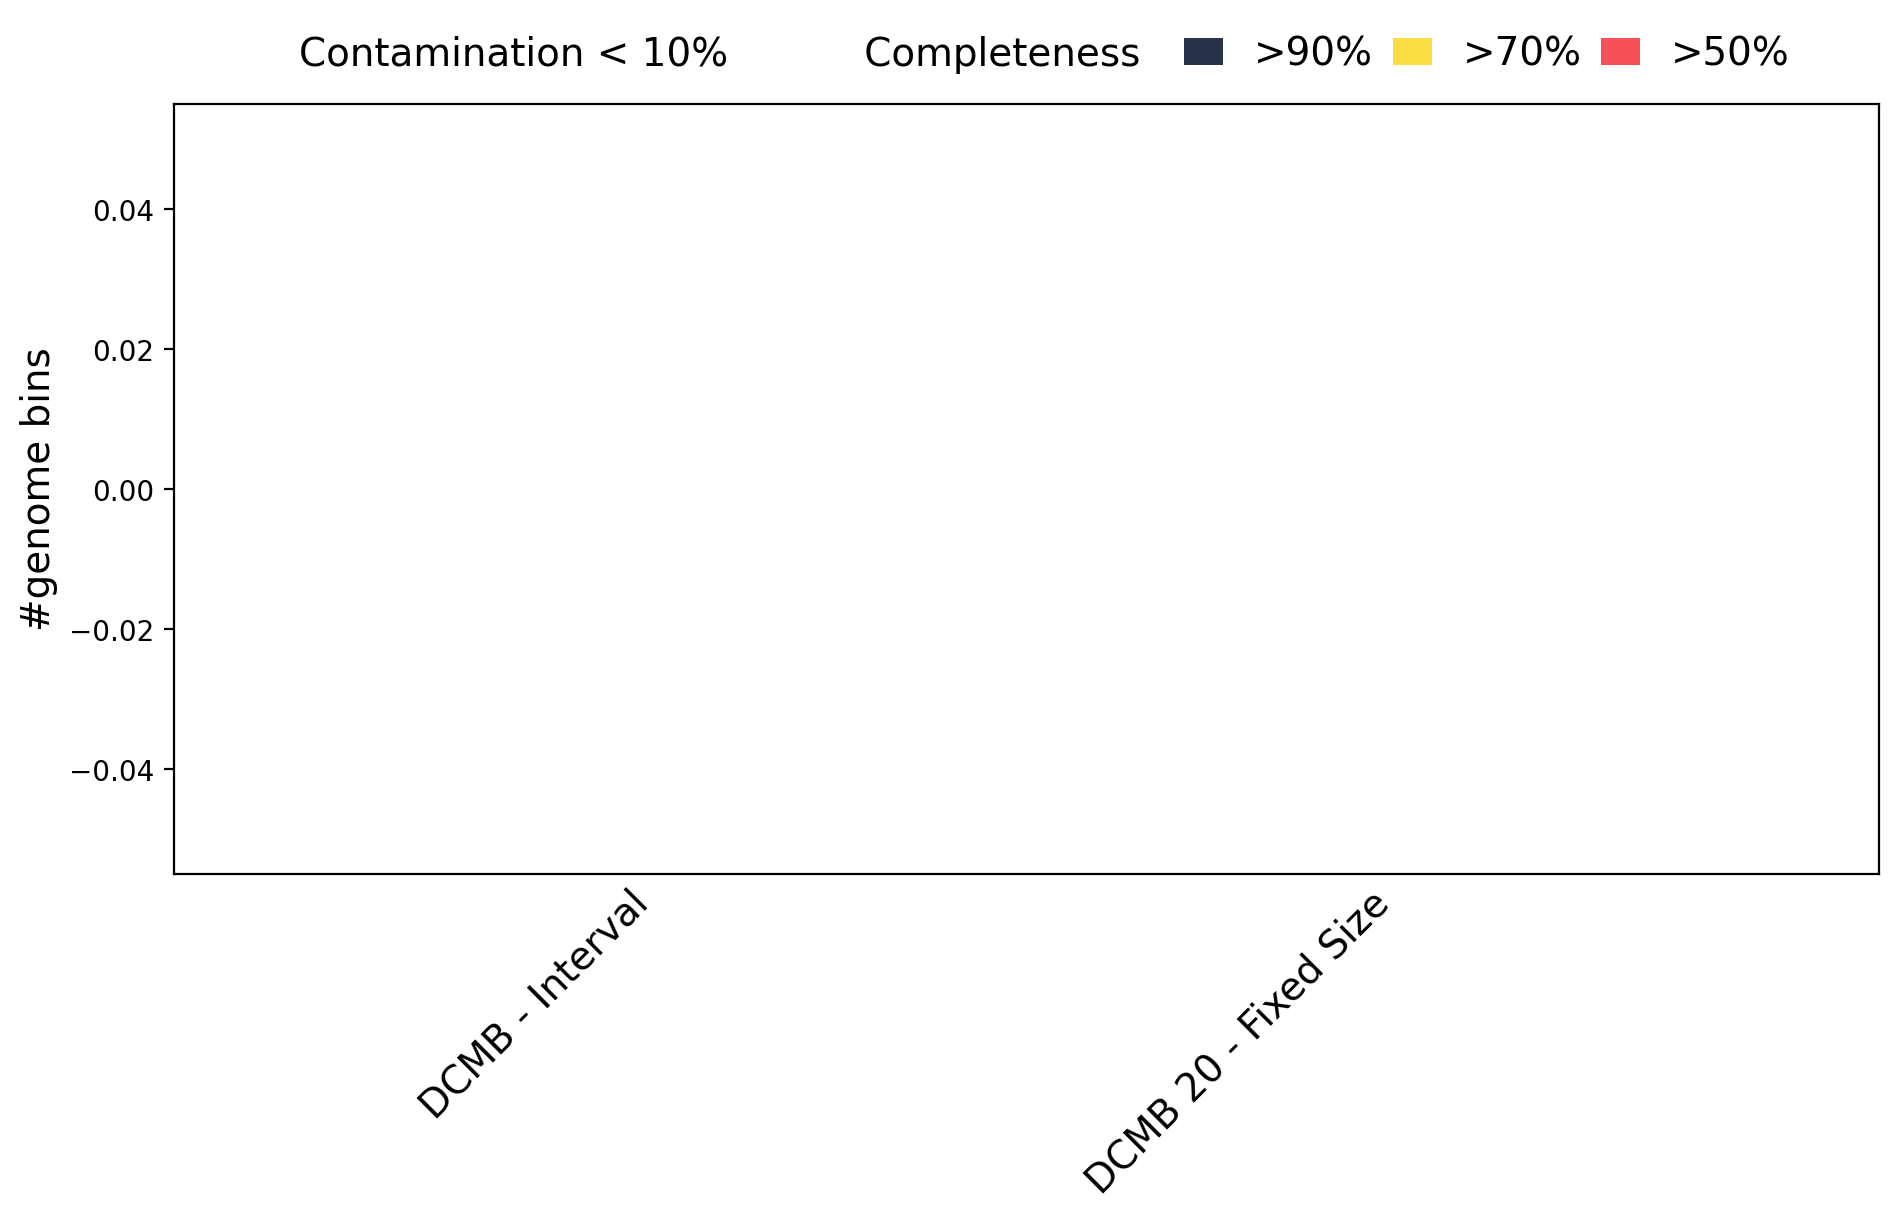 Contamination < 10% Completeness >90% >70% >50%
#genome bins
0.04
0.02
0.00
−0.02
−0.04
DCMB - Interval
DCMB 20 - Fixed Size